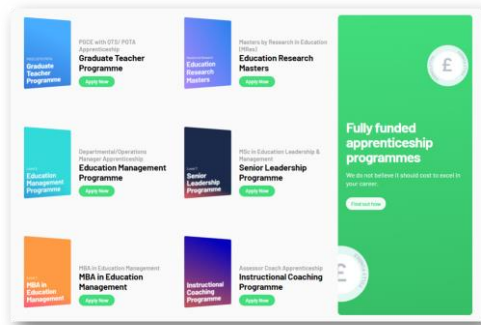 Graduate
Teacher
Programme
PGCE with QTS/ PGTA
Apprenticeship
Graduate Teacher
Programme
Apply Now
Education
Research
Masters
Masters by Research in Education
(MRes)
Education Research
Masters
Apply Now
Education
Management
Programme
Departmental/Operations
Manager Apprenticeship
Education Management
Programme
Apply Now
Senior
Leadership
Programme
MSc in Education Leadership &
Management
Senior Leadership
Programme
Apply Now
MBA in
Education
Management
MBA in Education Management
MBA in Education
Management
Apply Now
Instructional
Coaching
Programme
Assessor Coach Apprenticeship
Instructional Coaching
Programme
Apply Now
£
Fully funded
apprenticeship
programmes
We do not believe it should cost to excel in
your career.
Find out how
£